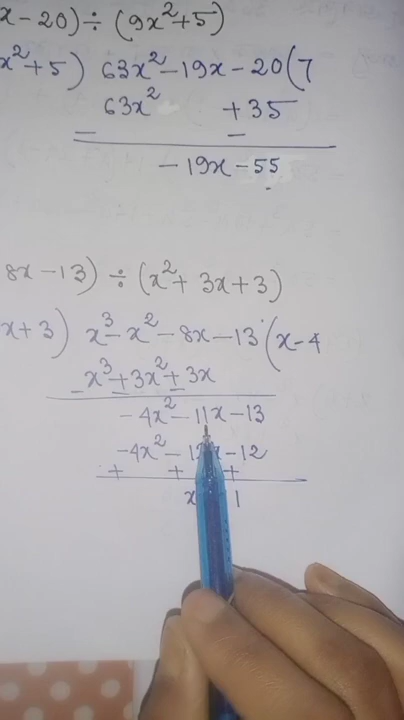 x - 20) ÷ (9x²+5)
x²+5) 63x² - 19x - 20(7
63x² + 35
− −
- 19x - 55
8x - 13) ÷ (x² + 3x + 3)
x + 3) x³ - x² - 8x - 13 (x - 4
x³ + 3x² + 3x
− − −
- 4x² - 11x - 13
- 4x² - 12x - 12
+ + +
x 1